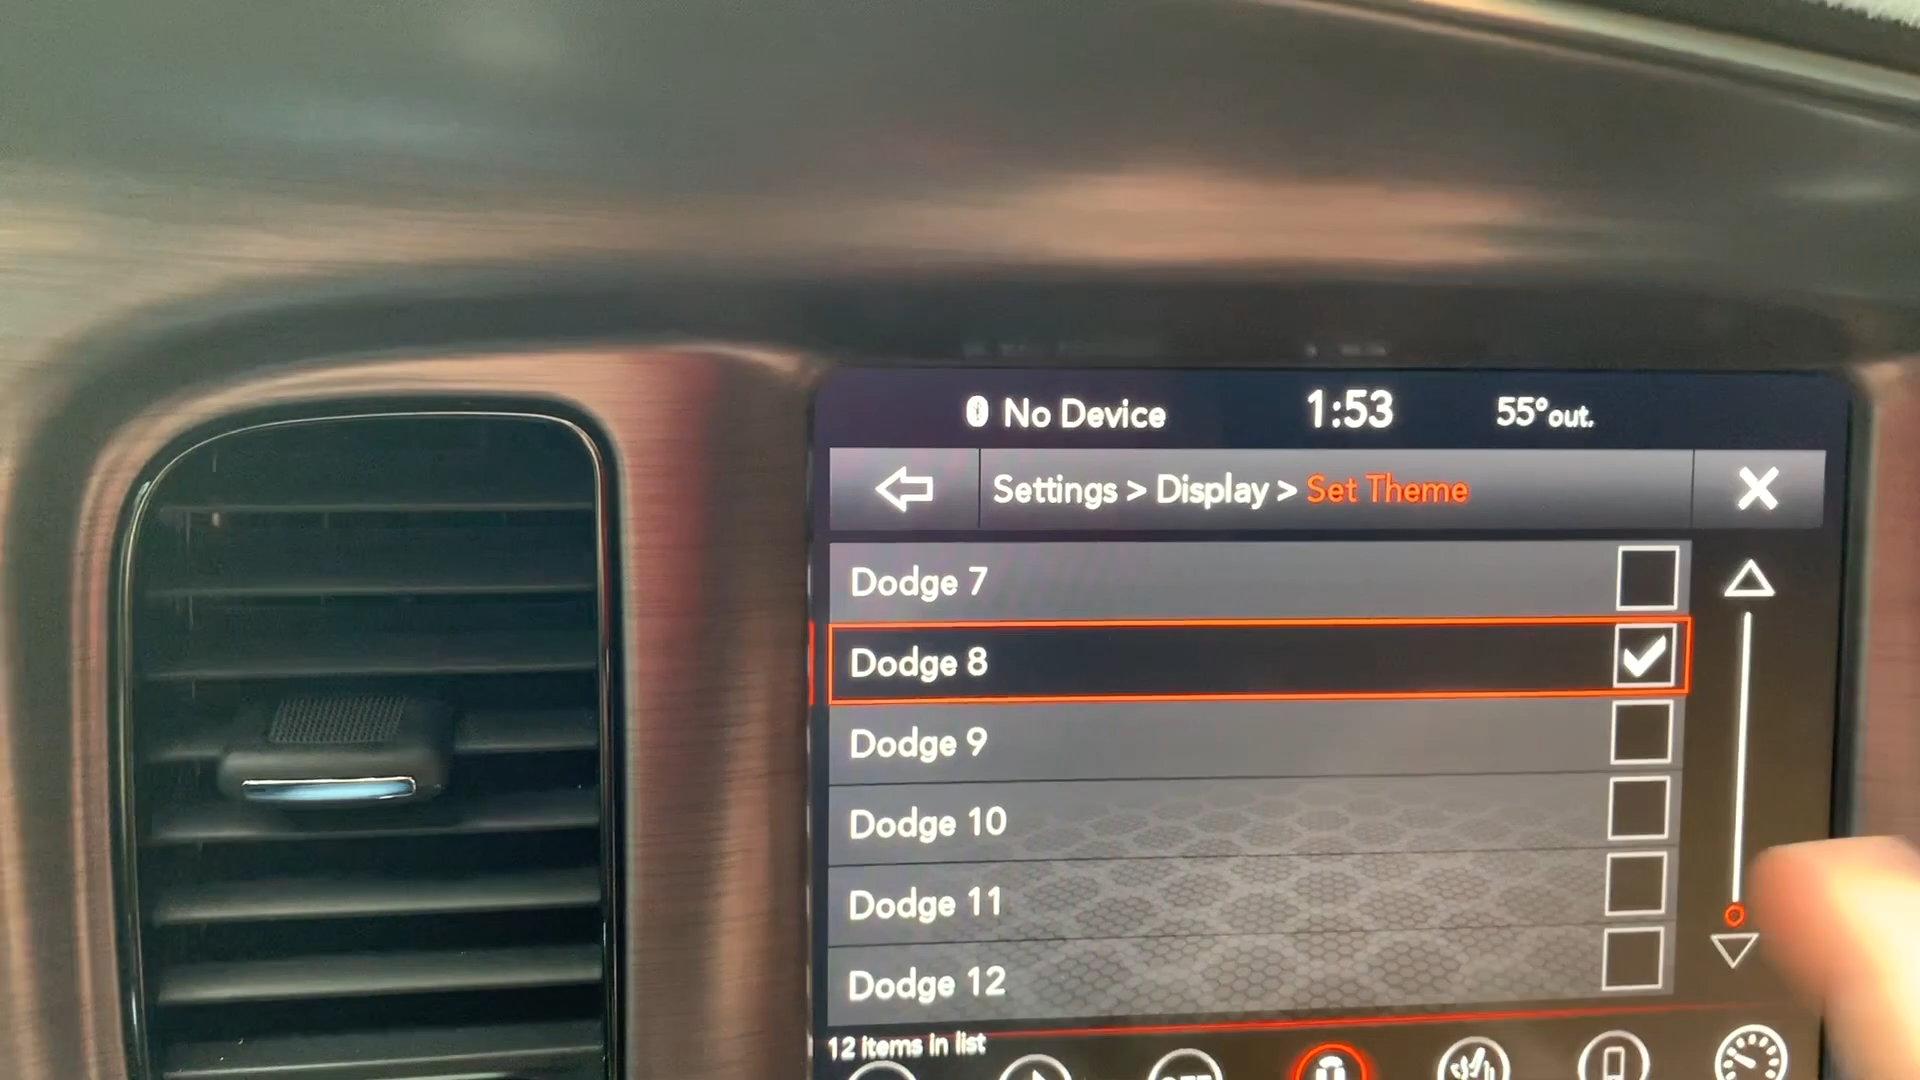 No Device 1:53 55°out.
Settings > Display > Set Theme
Dodge 7
Dodge 8
Dodge 9
Dodge 10
Dodge 11
Dodge 12
12 items in list